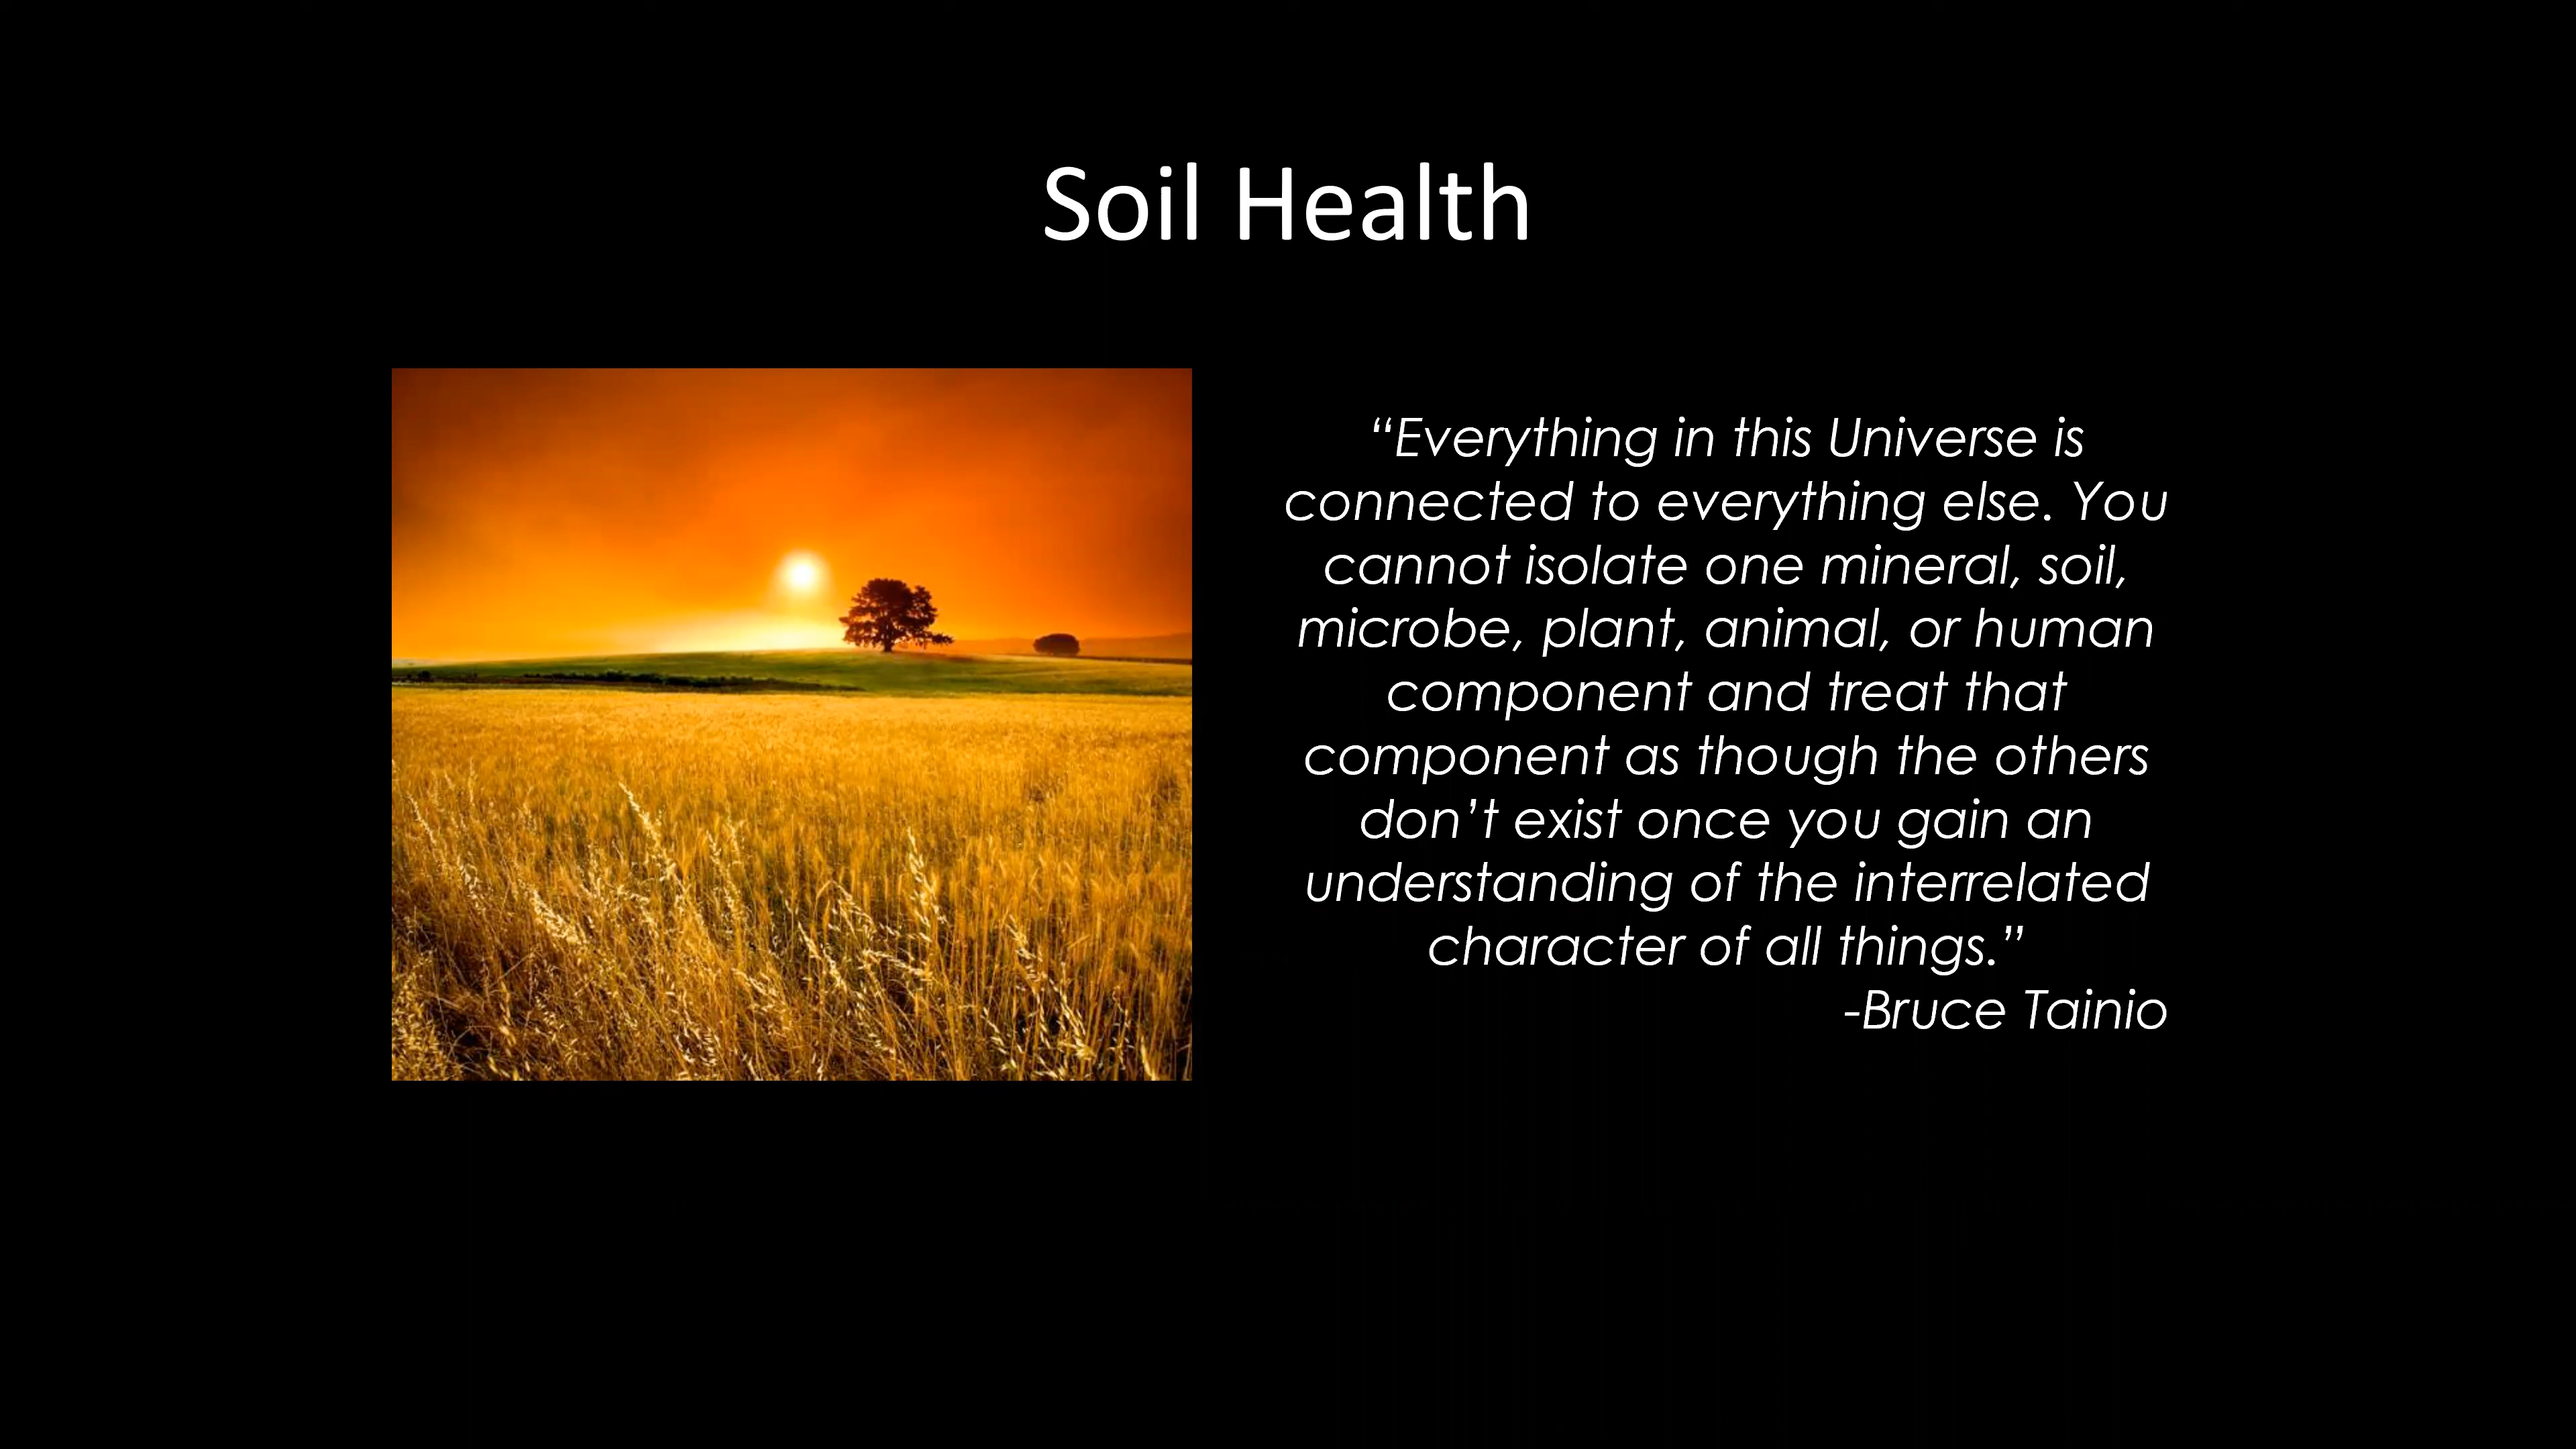 Soil Health
“Everything in this Universe is
connected to everything else. You
cannot isolate one mineral, soil,
microbe, plant, animal, or human
component and treat that
component as though the others
don’t exist once you gain an
understanding of the interrelated
character of all things.”
-Bruce Tainio